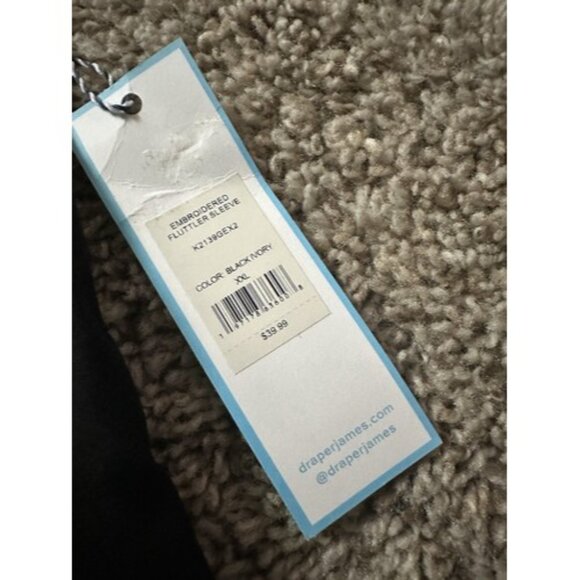 EMBROIDERED
FLUTTLER SLEEVE
K2139GEX2
COLOR: BLACK/IVORY
XXL
$39.99
draperjames.com
@draperjames